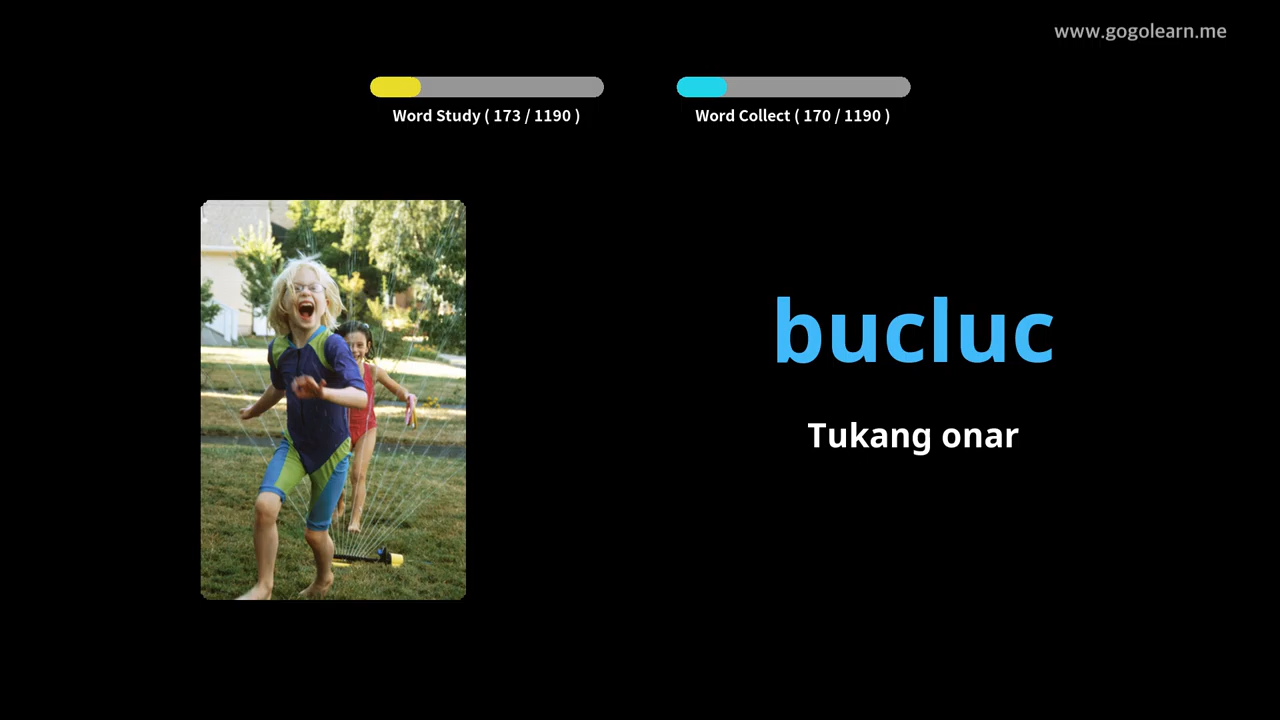 www.gogolearn.me
Word Study ( 173 / 1190 )
Word Collect ( 170 / 1190 )
bucluc
Tukang onar